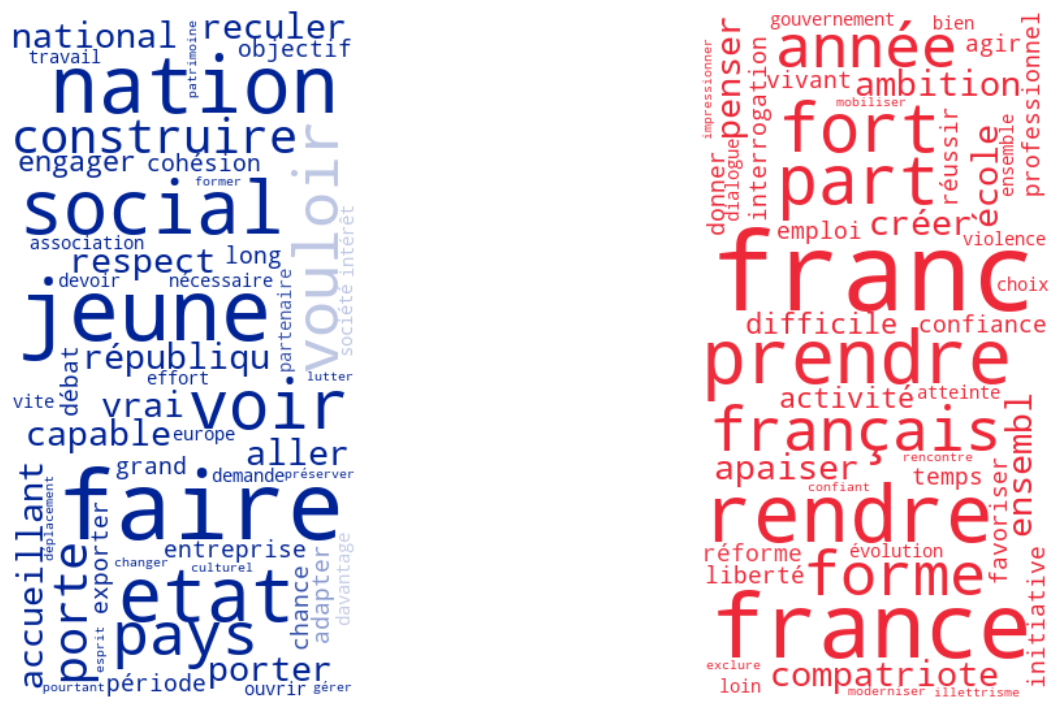 national
patrimoine
reculer
travail
objectif
nation
construire
vouloir
engager
cohésion
former
social
société intérêt
association
respect
long
devoir
nécessaire
partenaire
jeune
débat
républiqu
effort
lutter
vite
vrai
voir
capable
europe
aller
accueillant
grand
demande
préserver
déplacement
faire
exporter
porte
entreprise
davantage
changer
culturel
adapter
chance
etat
pays
esprit
porter
pourtant
période
ouvrir
gérer
gouvernement
bien
professionnel
impressionner
penser
année
agir
interrogation
vivant
ambition
mobiliser
fort
réussir
école
ensemble
donner
dialogue
part
emploi
créer
violence
franc
choix
difficile
confiance
prendre
activité
atteinte
français
ensembl
rencontre
apaiser
temps
favoriser
confiant
rendre
réforme
évolution
liberté
forme
initiative
france
exclure
compatriote
loin
moderniser
illettrisme